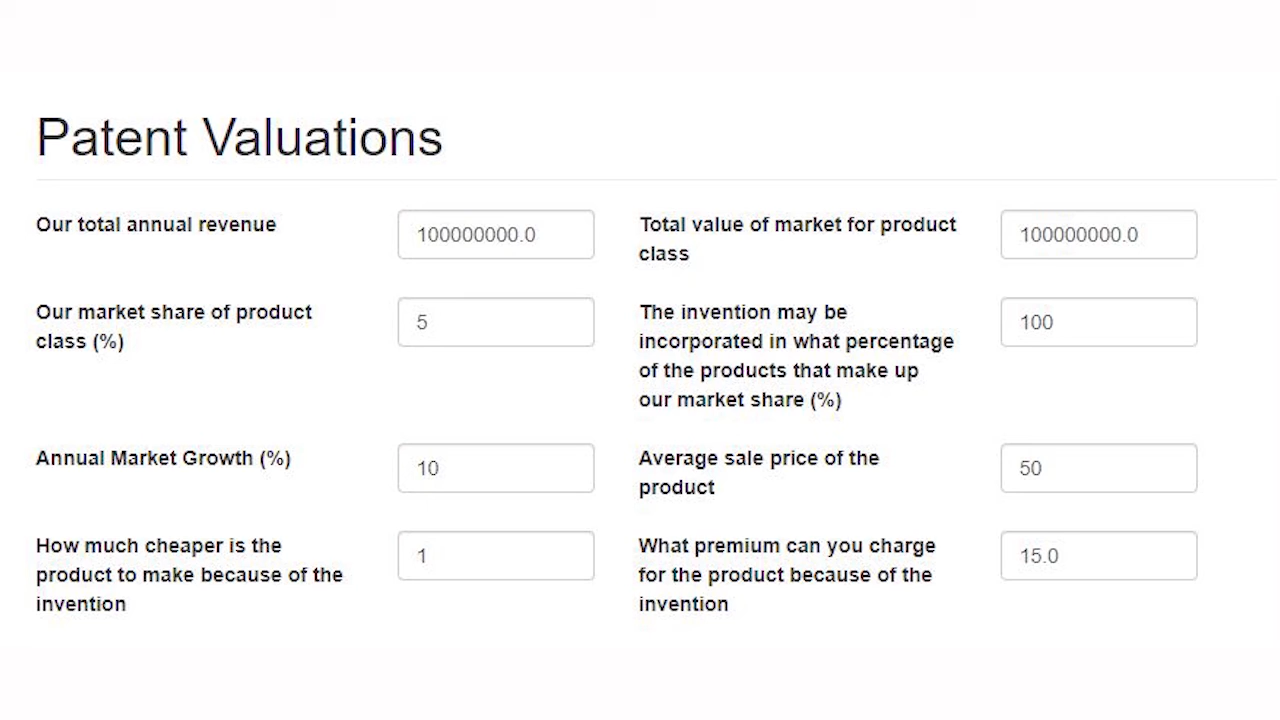 Patent Valuations
Our total annual revenue
100000000.0
Total value of market for product
class
100000000.0
Our market share of product
class (%)
5
The invention may be
incorporated in what percentage
of the products that make up
our market share (%)
100
Annual Market Growth (%)
10
Average sale price of the
product
50
How much cheaper is the
product to make because of the
invention
1
What premium can you charge
for the product because of the
invention
15.0